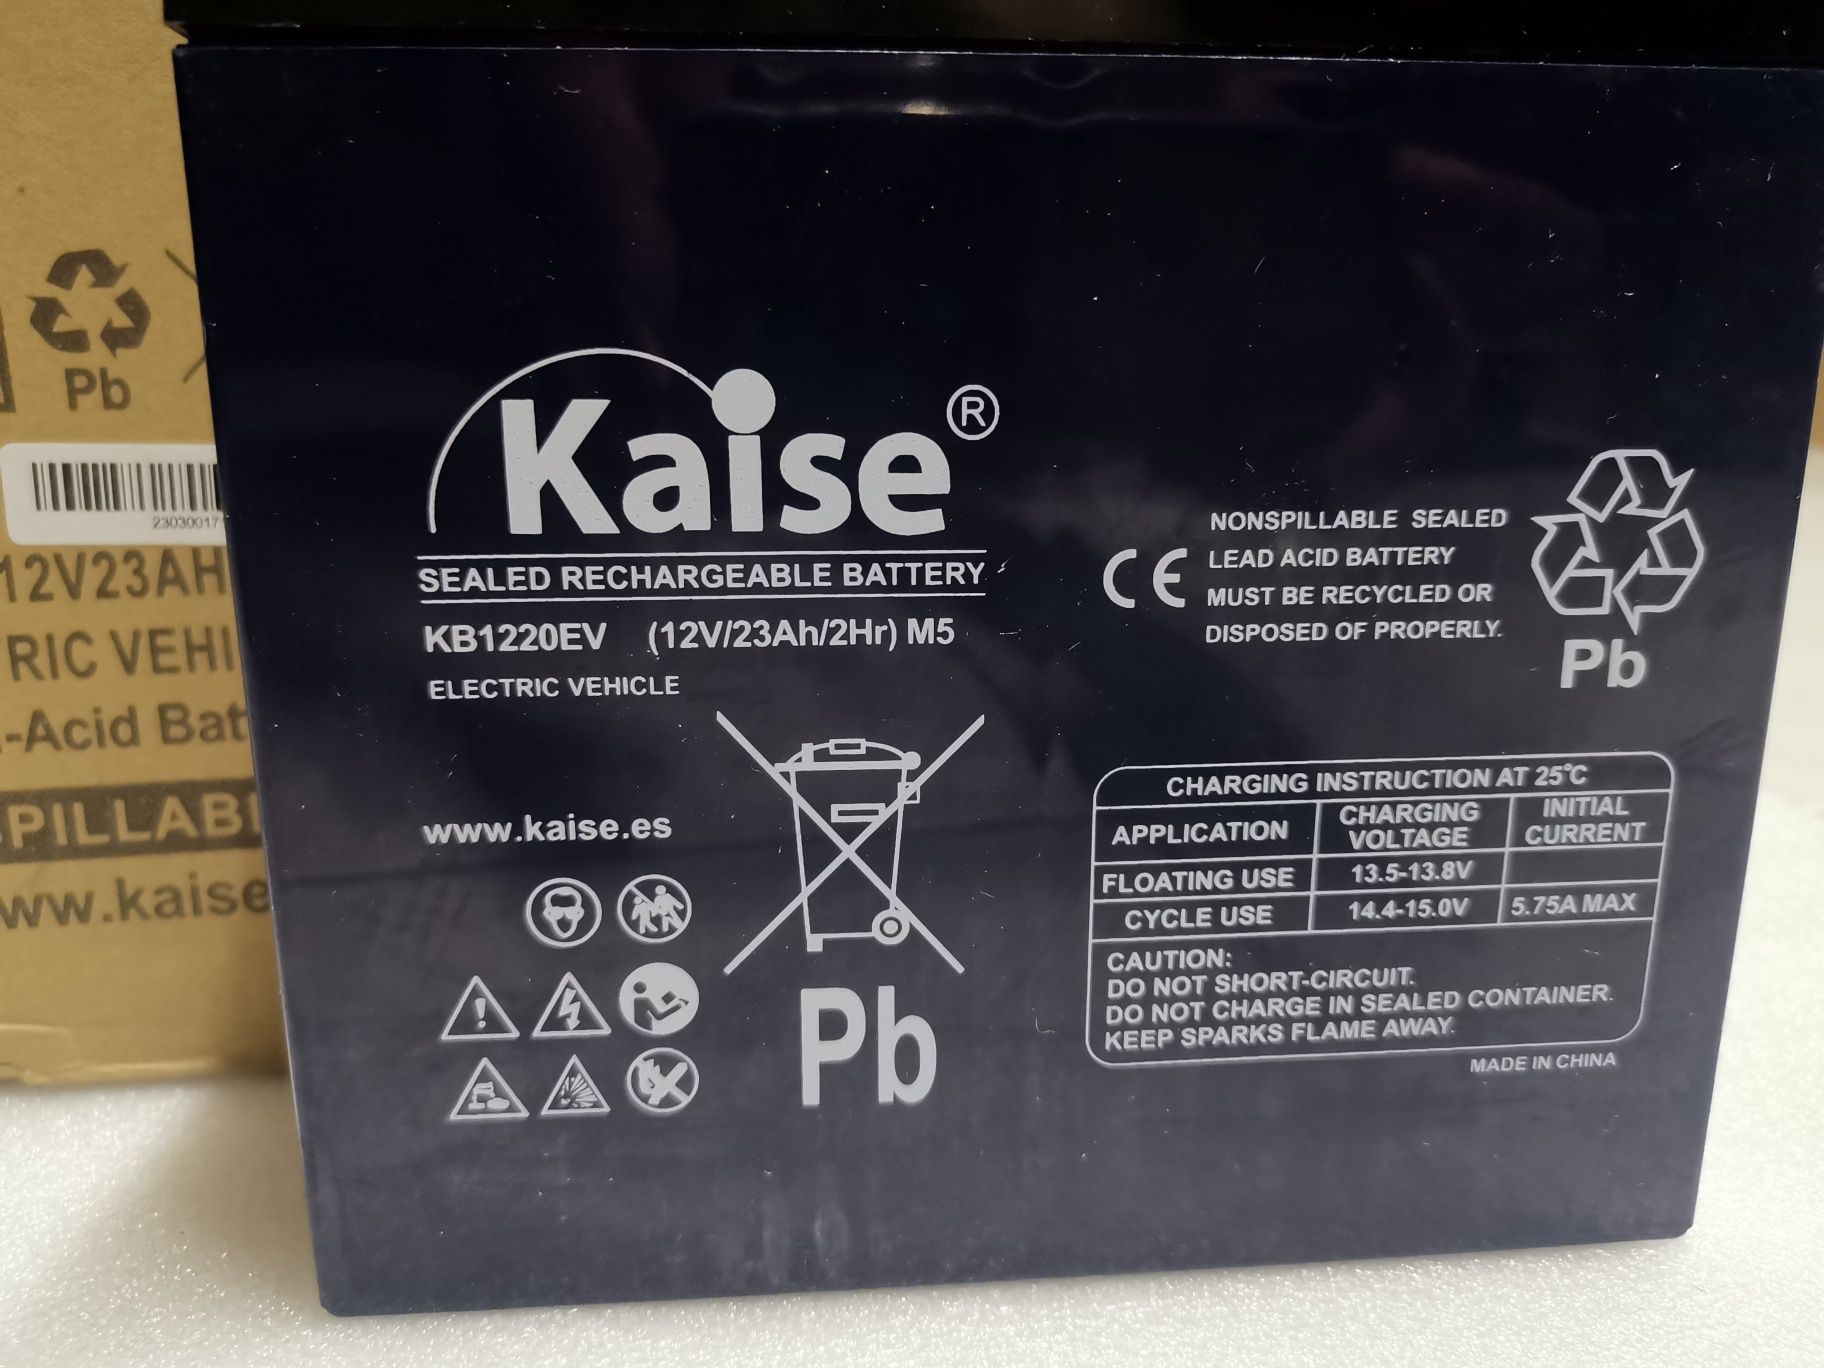 Pb
23030017
12V23AH
RIC VEHI
-Acid Bat
PILLAB
ww.kaise
Kaise®
SEALED RECHARGEABLE BATTERY
KB1220EV (12V/23Ah/2Hr) M5
ELECTRIC VEHICLE
www.kaise.es
Pb
CE
NONSPILLABLE SEALED
LEAD ACID BATTERY
MUST BE RECYCLED OR
DISPOSED OF PROPERLY.
Pb
CHARGING INSTRUCTION AT 25°C
APPLICATION CHARGING VOLTAGE INITIAL CURRENT
FLOATING USE 13.5-13.8V
CYCLE USE 14.4-15.0V 5.75A MAX
CAUTION:
DO NOT SHORT-CIRCUIT.
DO NOT CHARGE IN SEALED CONTAINER.
KEEP SPARKS FLAME AWAY.
MADE IN CHINA